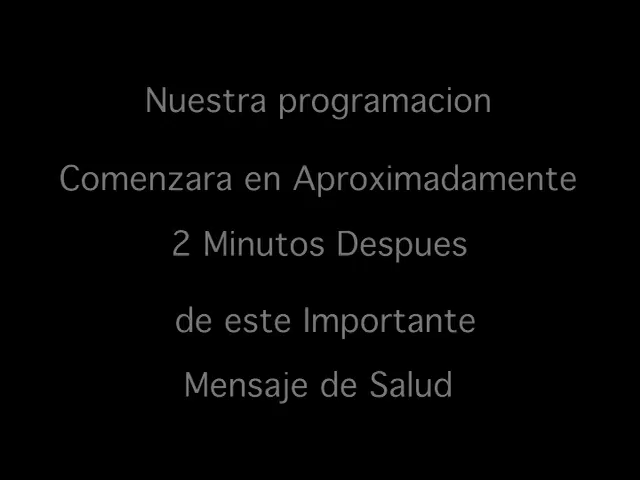 Nuestra programacion
Comenzara en Aproximadamente
2 Minutos Despues
de este Importante
Mensaje de Salud